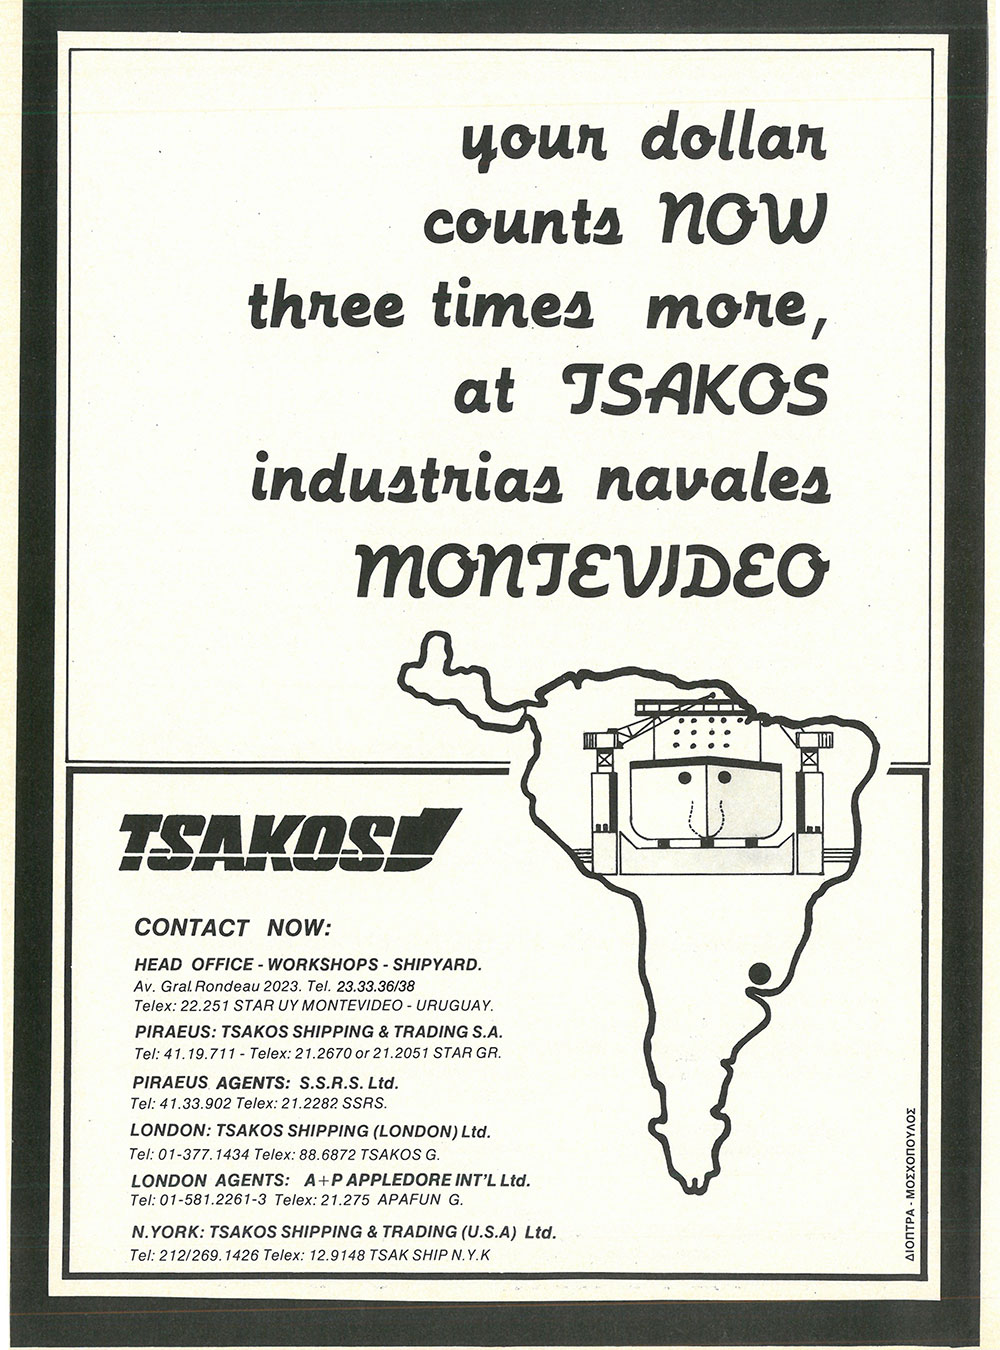 your dollar
counts NOW
three times more,
at TSAKOS
industrias navales
MONTEVIDEO
TSAKOS
CONTACT NOW:
HEAD OFFICE - WORKSHOPS - SHIPYARD.
Av. Gral. Rondeau 2023. Tel. 23.33.36/38
Telex: 22.251 STAR UY MONTEVIDEO - URUGUAY.
PIRAEUS: TSAKOS SHIPPING & TRADING S.A.
Tel: 41.19.711 - Telex: 21.2670 or 21.2051 STAR GR.
PIRAEUS AGENTS: S.S.R.S. Ltd.
Tel: 41.33.902 Telex: 21.2282 SSRS.
LONDON: TSAKOS SHIPPING (LONDON) Ltd.
Tel: 01-377.1434 Telex: 88.6872 TSAKOS G.
LONDON AGENTS: A+P APPLEDORE INT'L Ltd.
Tel: 01-581.2261-3 Telex: 21.275 APAFUN G.
N.YORK: TSAKOS SHIPPING & TRADING (U.S.A) Ltd.
Tel: 212/269.1426 Telex: 12.9148 TSAK SHIP N.Y.K
ΔΙΟΠΤΡΑ - ΜΟΣΧΟΠΟΥΛΟΣ